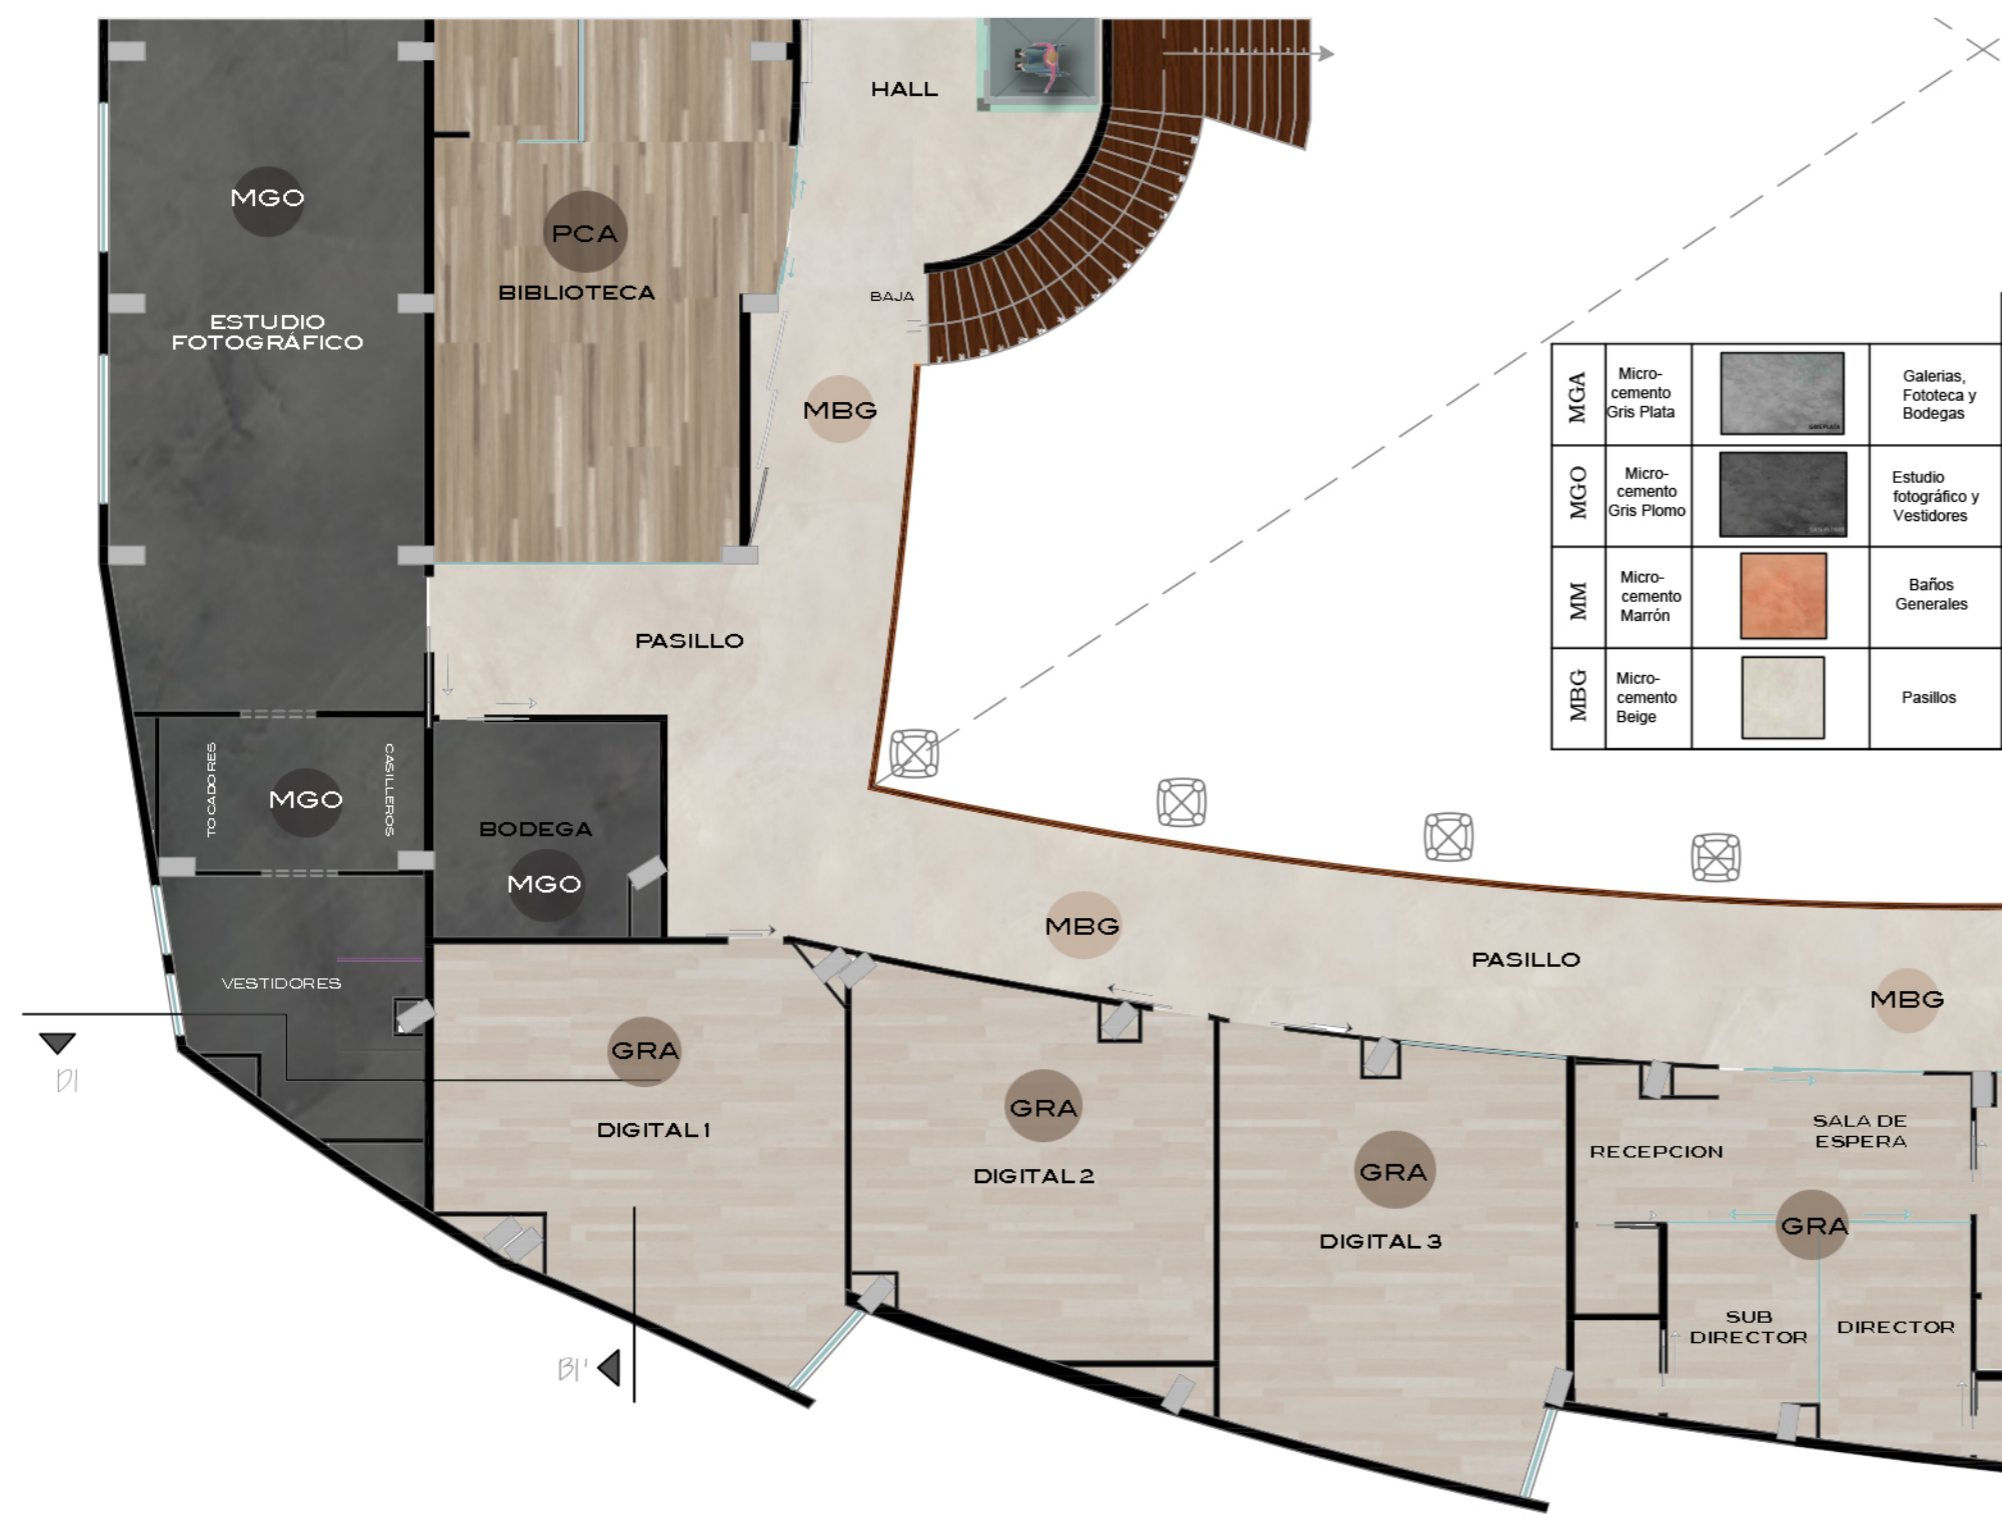 HALL
MGO
PCA
BIBLIOTECA
BAJA
ESTUDIO
FOTOGRÁFICO
MBG
PASILLO
TOCADORES
MGO
CASILLEROS
BODEGA
MGO
VESTIDORES
MBG
PASILLO
MBG
GRA
DIGITAL 1
GRA
DIGITAL 2
GRA
DIGITAL 3
RECEPCION
SALA DE
ESPERA
GRA
SUB
DIRECTOR
DIRECTOR
B1'
MGA
Micro-
cemento
Gris Plata
GRIS PLATA
Galerias,
Fototeca y
Bodegas
MGO
Micro-
cemento
Gris Plomo
Estudio
fotográfico y
Vestidores
MM
Micro-
cemento
Marrón
Baños
Generales
MBG
Micro-
cemento
Beige
Pasillos